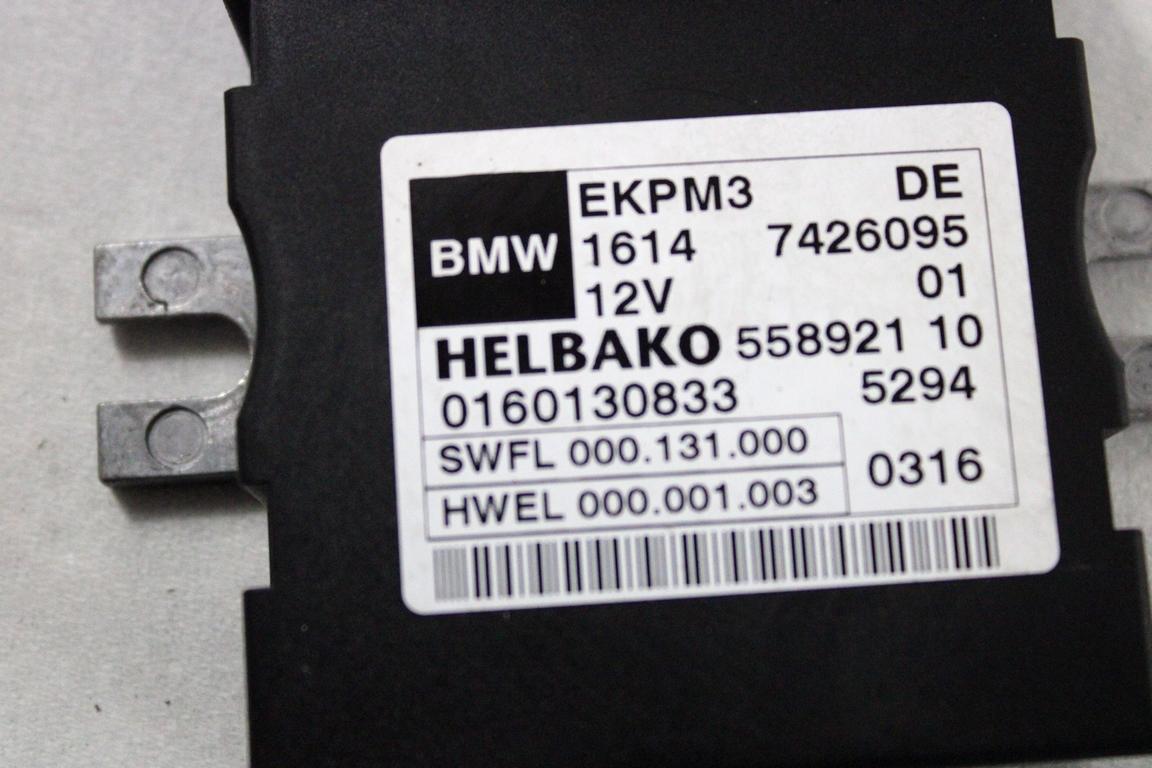 BMW
EKPM3 DE
1614 7426095
12V 01
HELBAKO 558921 10
0160130833 5294
SWFL 000.131.000
HWEL 000.001.003
0316